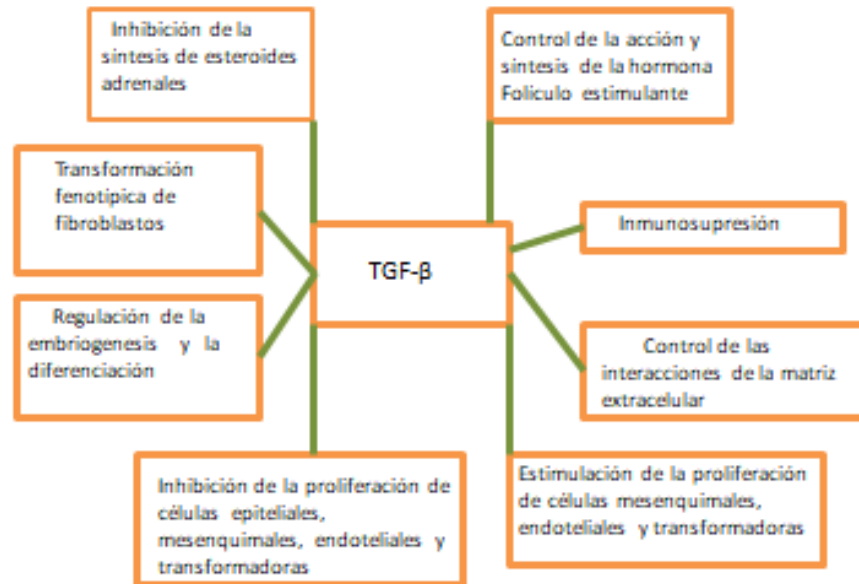 Inhibición de la
síntesis de esteroides
adrenales
Control de la acción y
síntesis de la hormona
Folículo estimulante
Transformación
fenotípica de
fibroblastos
Inmunosupresión
TGF-β
Regulación de la
embriogenesis y la
diferenciación
Control de las
interacciones de la matriz
extracelular
Inhibición de la proliferación de
células epiteliales,
mesenquimales, endoteliales y
transformadoras
Estimulación de la proliferación
de células mesenquimales,
endoteliales y transformadoras